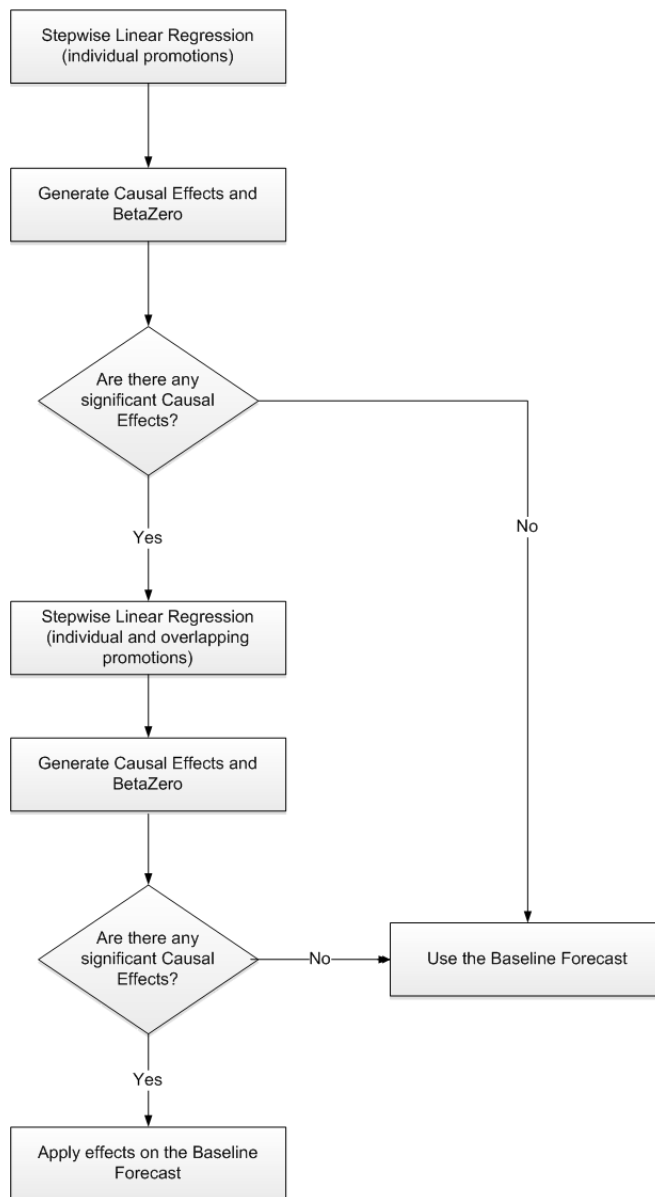 Stepwise Linear Regression
(individual promotions)
Generate Causal Effects and
BetaZero
Are there any
significant Causal
Effects?
No
Yes
Stepwise Linear Regression
(individual and overlapping
promotions)
Generate Causal Effects and
BetaZero
Are there any
significant Causal
Effects?
No
Use the Baseline Forecast
Yes
Apply effects on the Baseline
Forecast